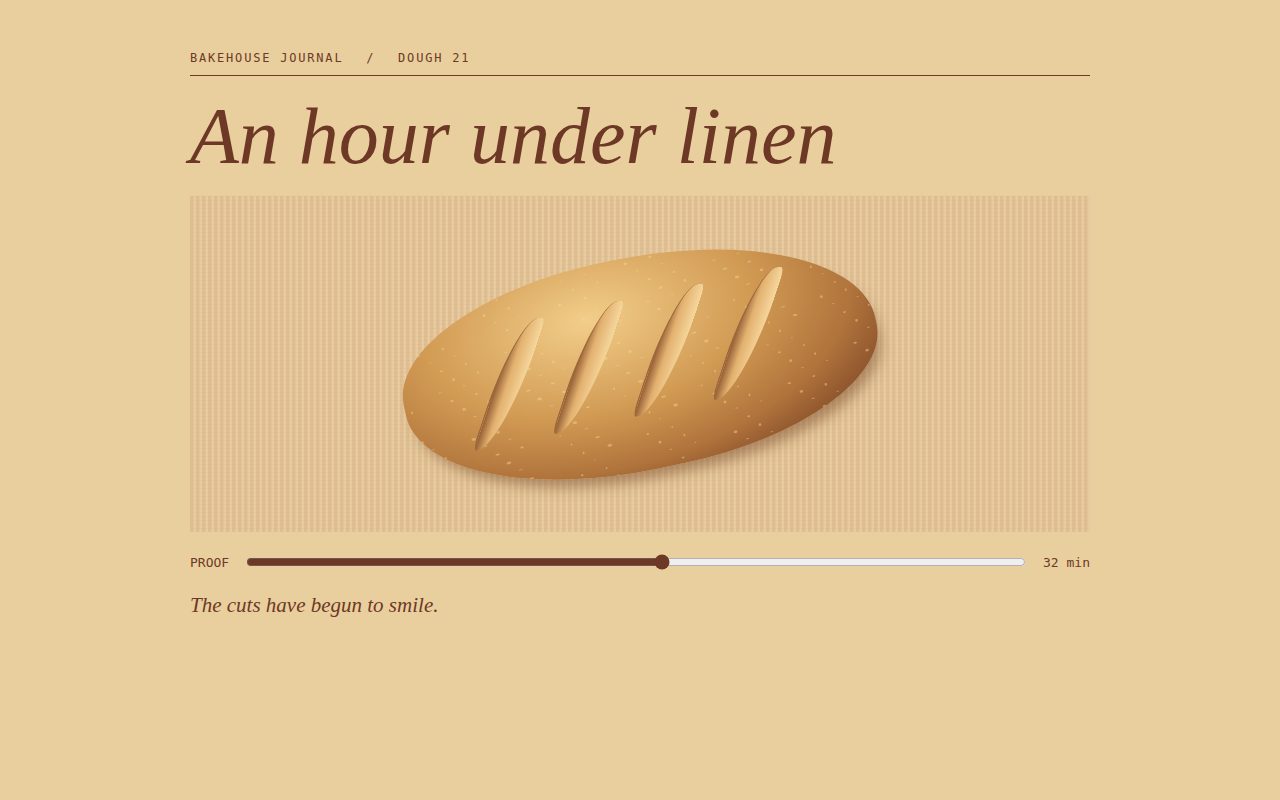 BAKEHOUSE JOURNAL / DOUGH 21
An hour under linen
PROOF 32 min
The cuts have begun to smile.